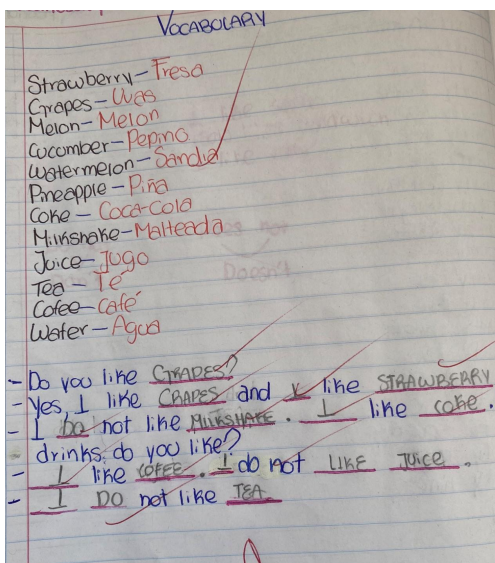 VOCABULARY
Strawberry - Fresa
Grapes - Uvas
Melon - Melon
Cucumber - Pepino
Watermelon - Sandia
Pineapple - Piña
Coke - Coca-Cola
Milkshake - Malteada
Juice - Jugo
Tea - Té
Cofee - café
Water - Agua
- Do you like GRAPES?
- Yes, I like GRAPES and I like STRAWBERRY
- I DO not like MILKSHAKE. I like coke.
drinks do you like?
- I like COFFEE. I do not LIKE Juice.
- I DO not like TEA